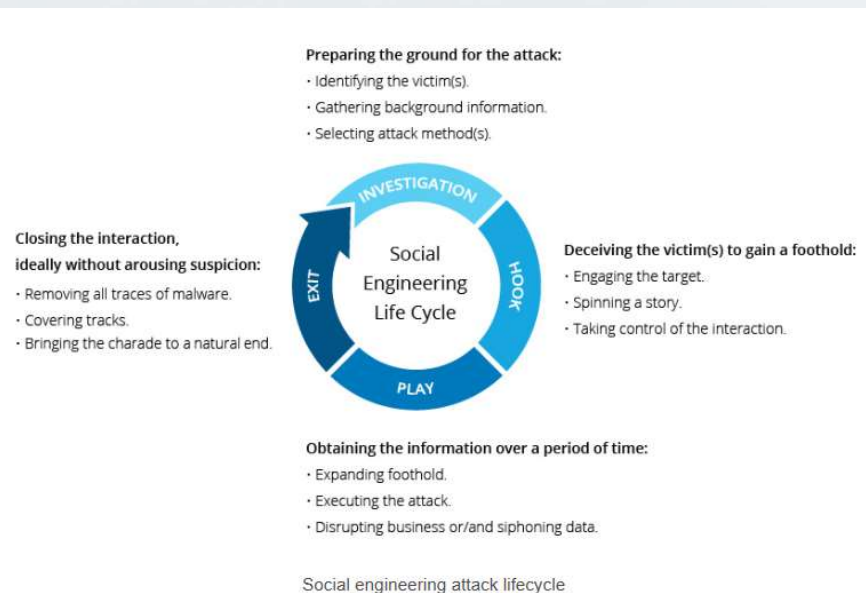 Preparing the ground for the attack:
· Identifying the victim(s).
· Gathering background information.
· Selecting attack method(s).
INVESTIGATION
Closing the interaction,
ideally without arousing suspicion:
· Removing all traces of malware.
· Covering tracks.
· Bringing the charade to a natural end.
EXIT
Social
Engineering
Life Cycle
HOOK
Deceiving the victim(s) to gain a foothold:
· Engaging the target.
· Spinning a story.
· Taking control of the interaction.
PLAY
Obtaining the information over a period of time:
· Expanding foothold.
· Executing the attack.
· Disrupting business or/and siphoning data.
Social engineering attack lifecycle